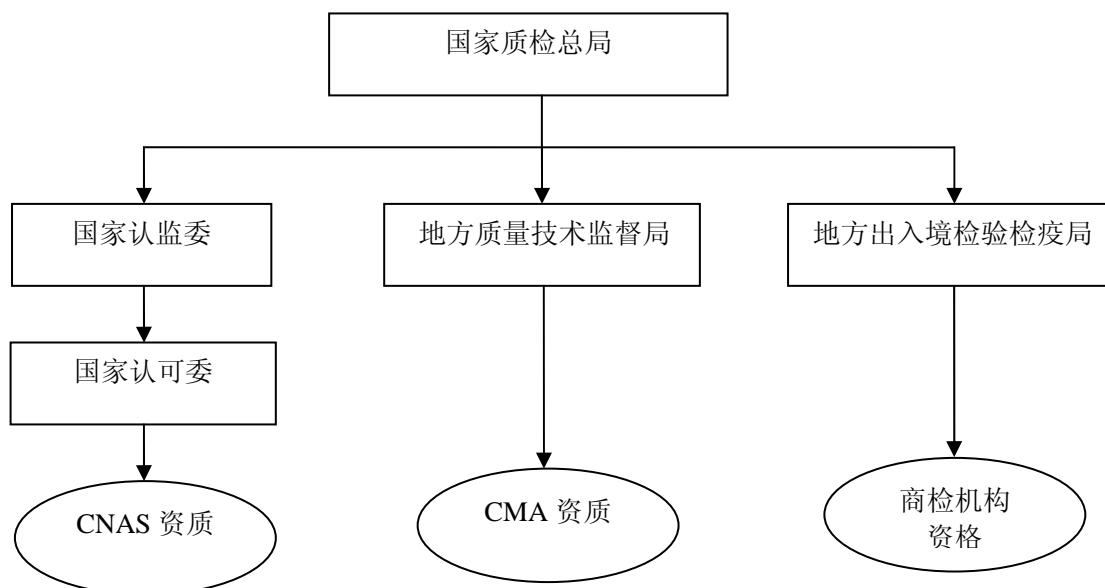 国家质检总局
国家认监委
地方质量技术监督局
地方出入境检验检疫局
国家认可委
CNAS 资质
CMA 资质
商检机构
资格